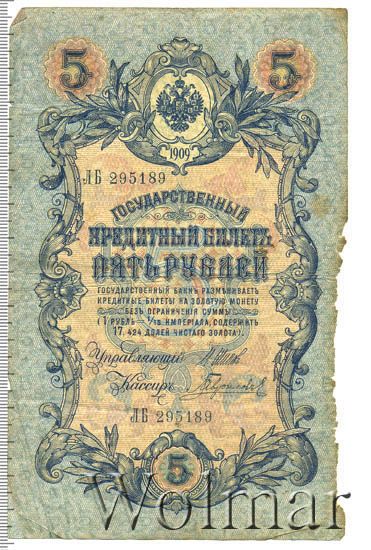 5 5
1909
ЛБ 295189
ГОСУДАРСТВЕННЫЙ
КРЕДИТНЫЙ БИЛЕТЪ
ПЯТЬ РУБЛЕЙ
ГОСУДАРСТВЕННЫЙ БАНКЪ РАЗМѢНИВАЕТЪ
КРЕДИТНЫЕ БИЛЕТЫ НА ЗОЛОТУЮ МОНЕТУ
БЕЗЪ ОГРАНИЧЕНІЯ СУММЫ
(1 РУБЛЬ = 1/15 ИМПЕРІАЛА, СОДЕРЖИТЪ
17,424 ДОЛЕЙ ЧИСТАГО ЗОЛОТА)
Управляющій
Кассиръ
ЛБ 295189
5
Wolmar